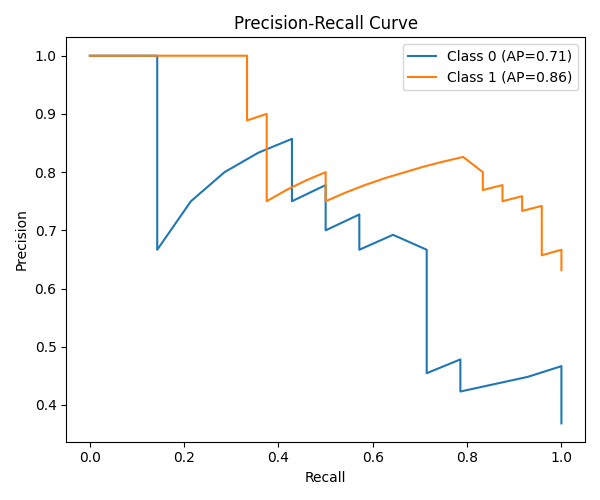 Precision-Recall Curve
Class 0 (AP=0.71)
Class 1 (AP=0.86)
Precision
1.0
0.9
0.8
0.7
0.6
0.5
0.4
0.0 0.2 0.4 0.6 0.8 1.0
Recall